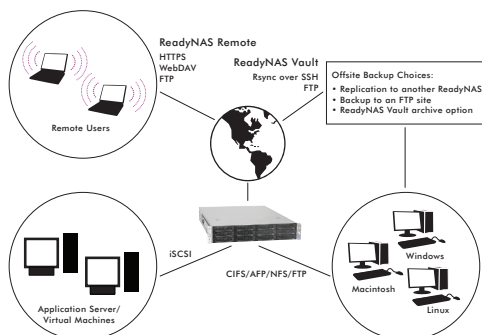 ReadyNAS Remote
HTTPS
WebDAV
FTP
Remote Users
ReadyNAS Vault
Rsync over SSH
FTP
Offsite Backup Choices:
• Replication to another ReadyNAS
• Backup to an FTP site
• ReadyNAS Vault archive option
iSCSI
CIFS/AFP/NFS/FTP
Application Server/
Virtual Machines
Windows
Macintosh
Linux